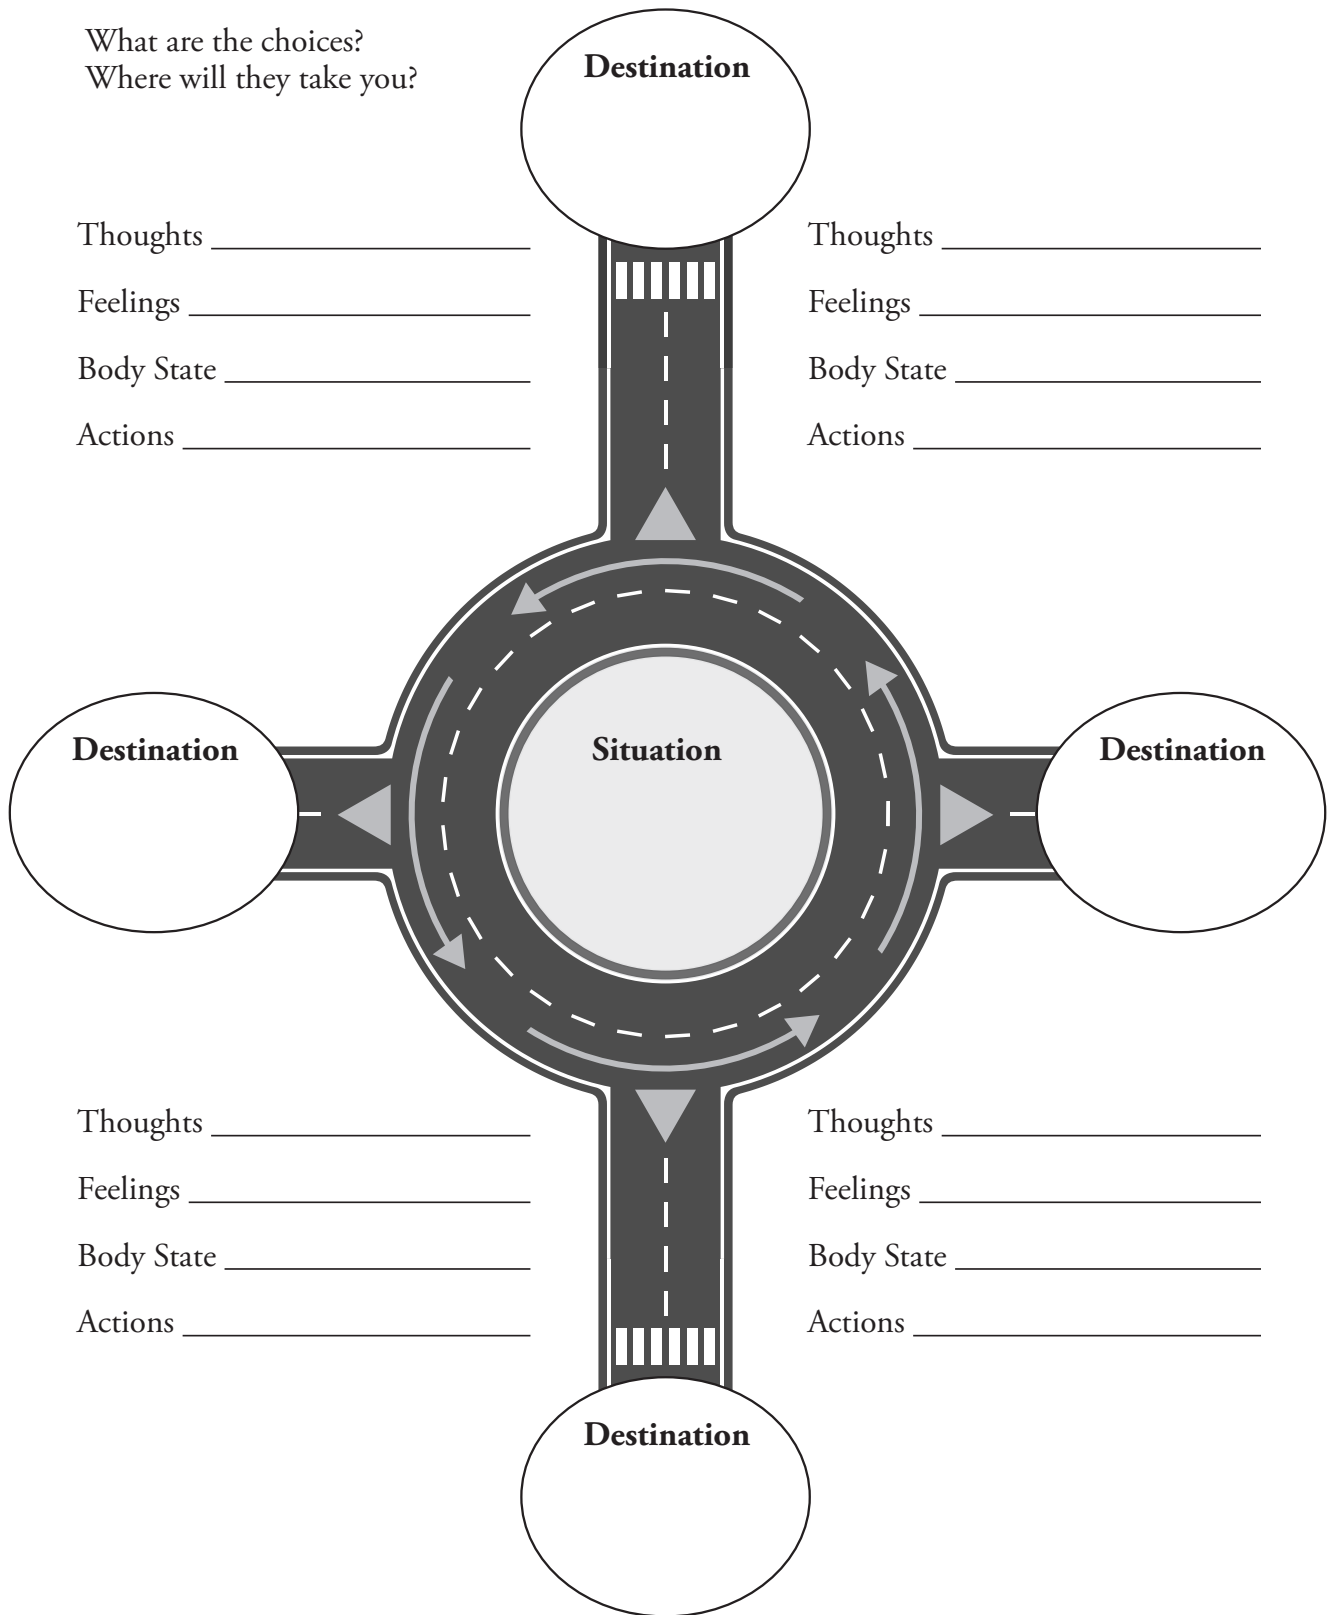 What are the choices?
Where will they take you?
Destination
Thoughts
Feelings
Body State
Actions
Thoughts
Feelings
Body State
Actions
Destination
Situation
Destination
Thoughts
Feelings
Body State
Actions
Thoughts
Feelings
Body State
Actions
Destination